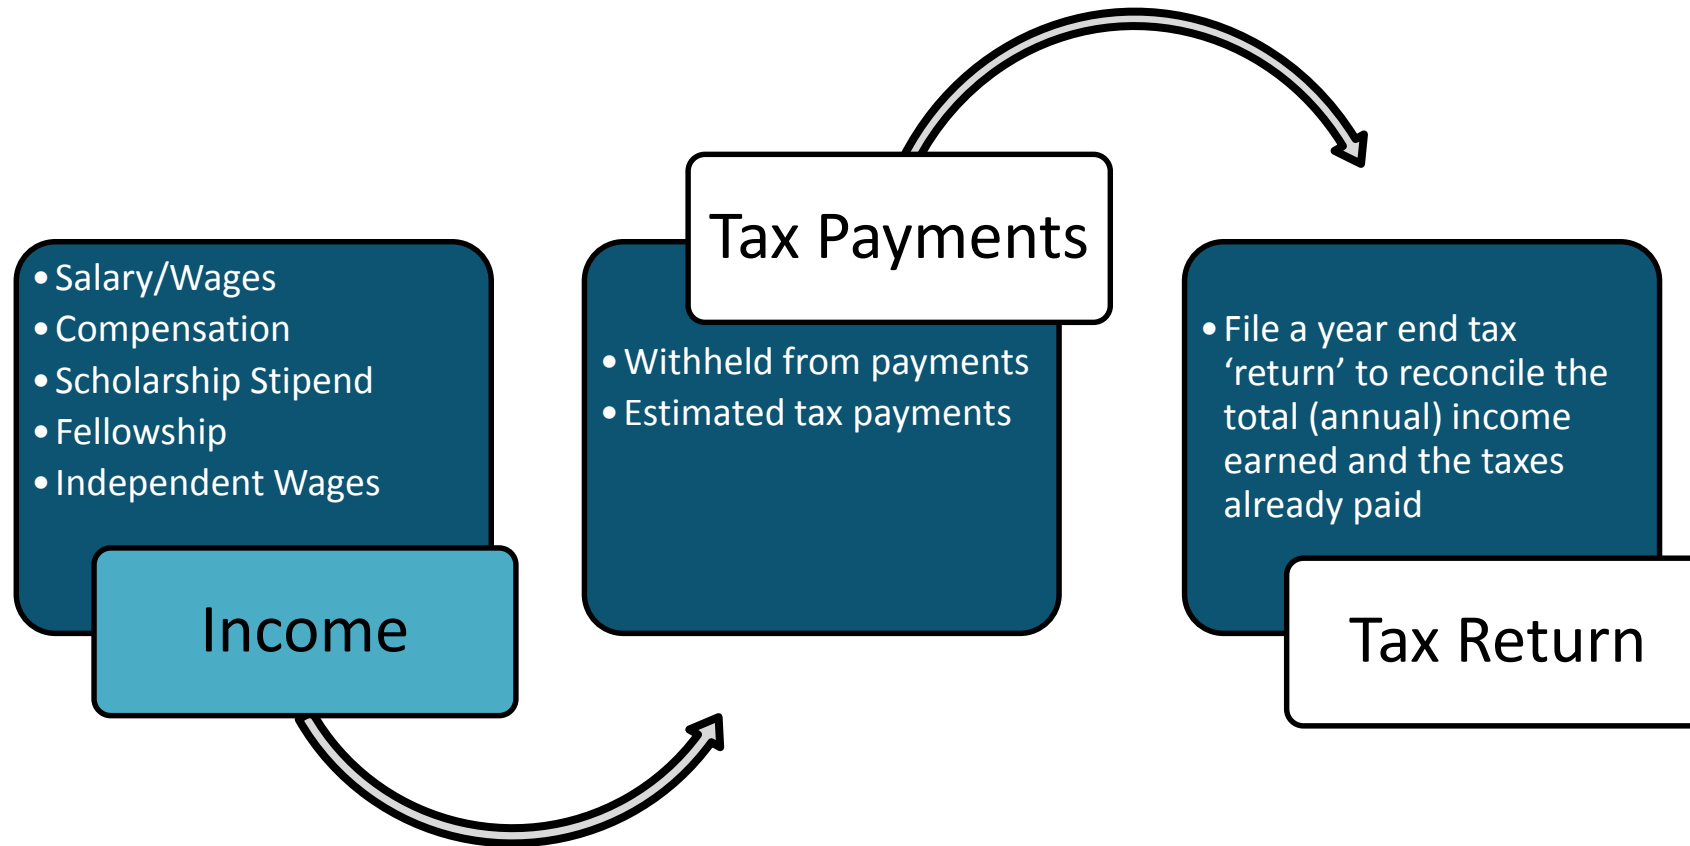 • Salary/Wages
• Compensation
• Scholarship Stipend
• Fellowship
• Independent Wages
Income
Tax Payments
• Withheld from payments
• Estimated tax payments
• File a year end tax
‘return’ to reconcile the
total (annual) income
earned and the taxes
already paid
Tax Return